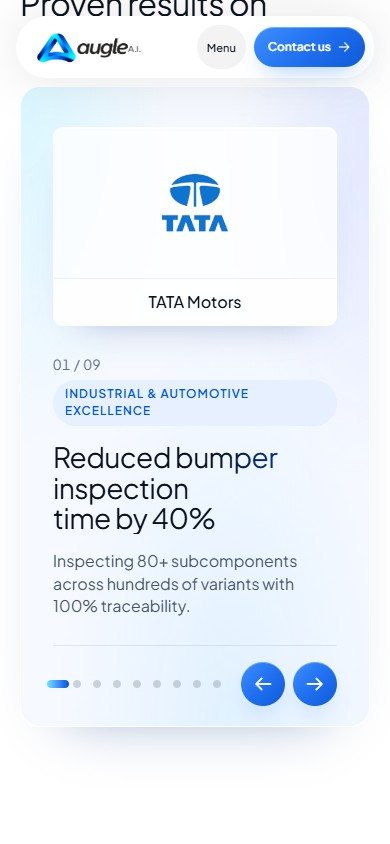 Proven results on
augle A.I.
Menu
Contact us
TATA
TATA Motors
01 / 09
INDUSTRIAL & AUTOMOTIVE
EXCELLENCE
Reduced bumper
inspection
time by 40%
Inspecting 80+ subcomponents
across hundreds of variants with
100% traceability.